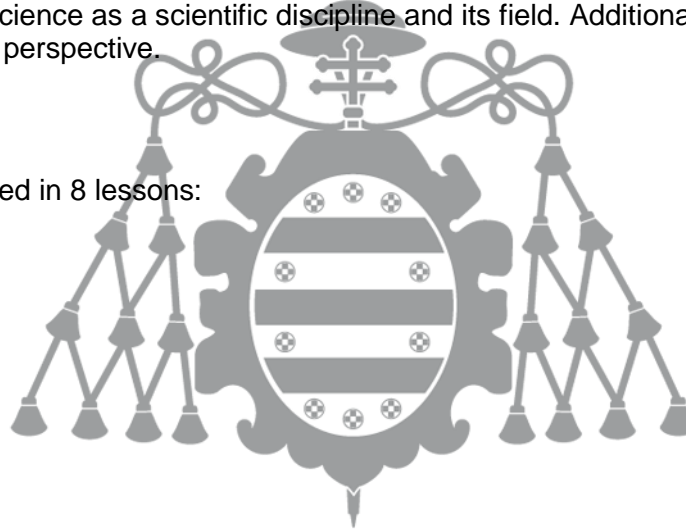 cience as a scientific discipline and its field. Additiona
perspective.
ed in 8 lessons: